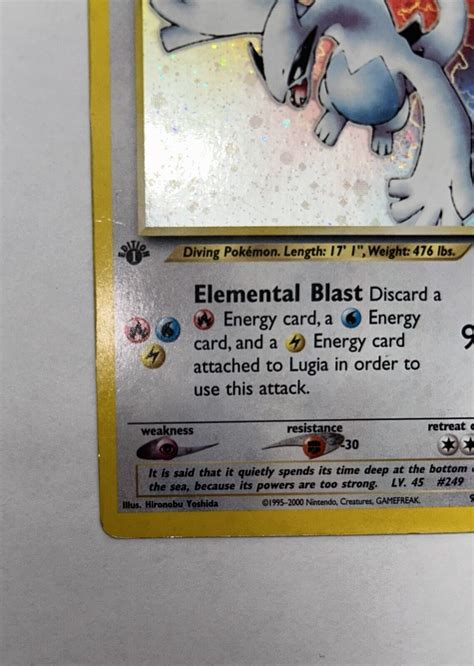 EDITION
1
Diving Pokémon. Length: 17' 1", Weight: 476 lbs.
Elemental Blast Discard a
Energy card, a Energy
card, and a Energy card
attached to Lugia in order to
use this attack.
9
weakness
resistance
retreat
-30
It is said that it quietly spends its time deep at the bottom
the sea, because its powers are too strong. LV. 45 #249
Illus. Hironobu Yoshida
©1995-2000 Nintendo, Creatures, GAMEFREAK.